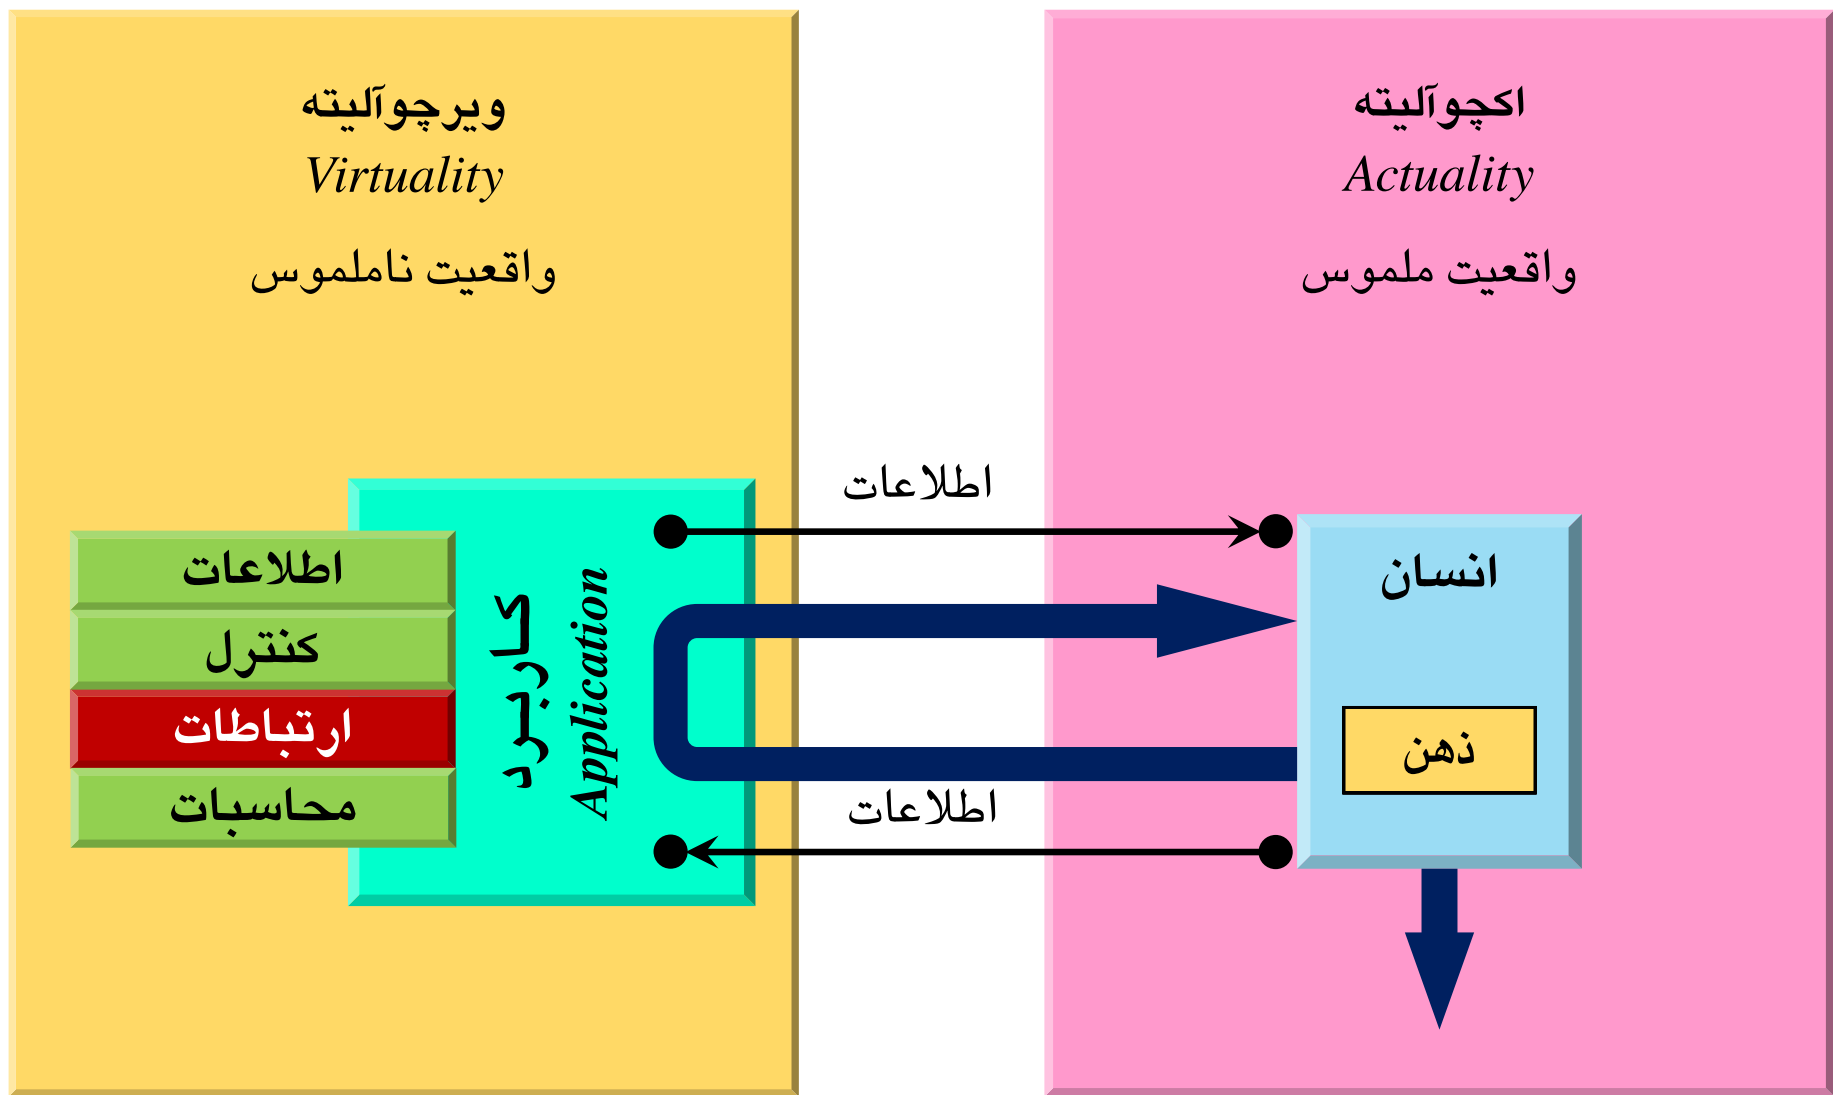 اکچوآلیته
Actuality
واقعیت ملموس
ویرچوآلیته
Virtuality
واقعیت ناملموس
اطلاعات
انسان
ذهن
اطلاعات
کاربرد
Application
اطلاعات
کنترل
ارتباطات
محاسبات